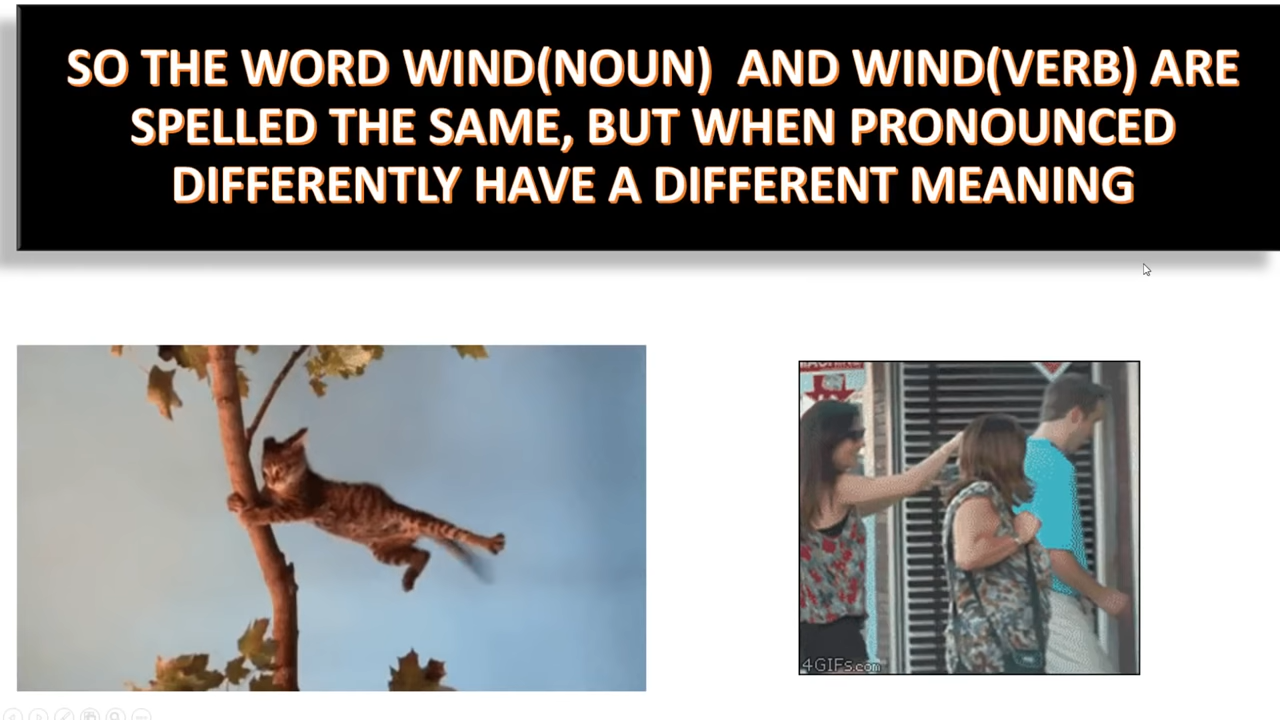 SO THE WORD WIND(NOUN) AND WIND(VERB) ARE
SPELLED THE SAME, BUT WHEN PRONOUNCED
DIFFERENTLY HAVE A DIFFERENT MEANING
4GIFs.com